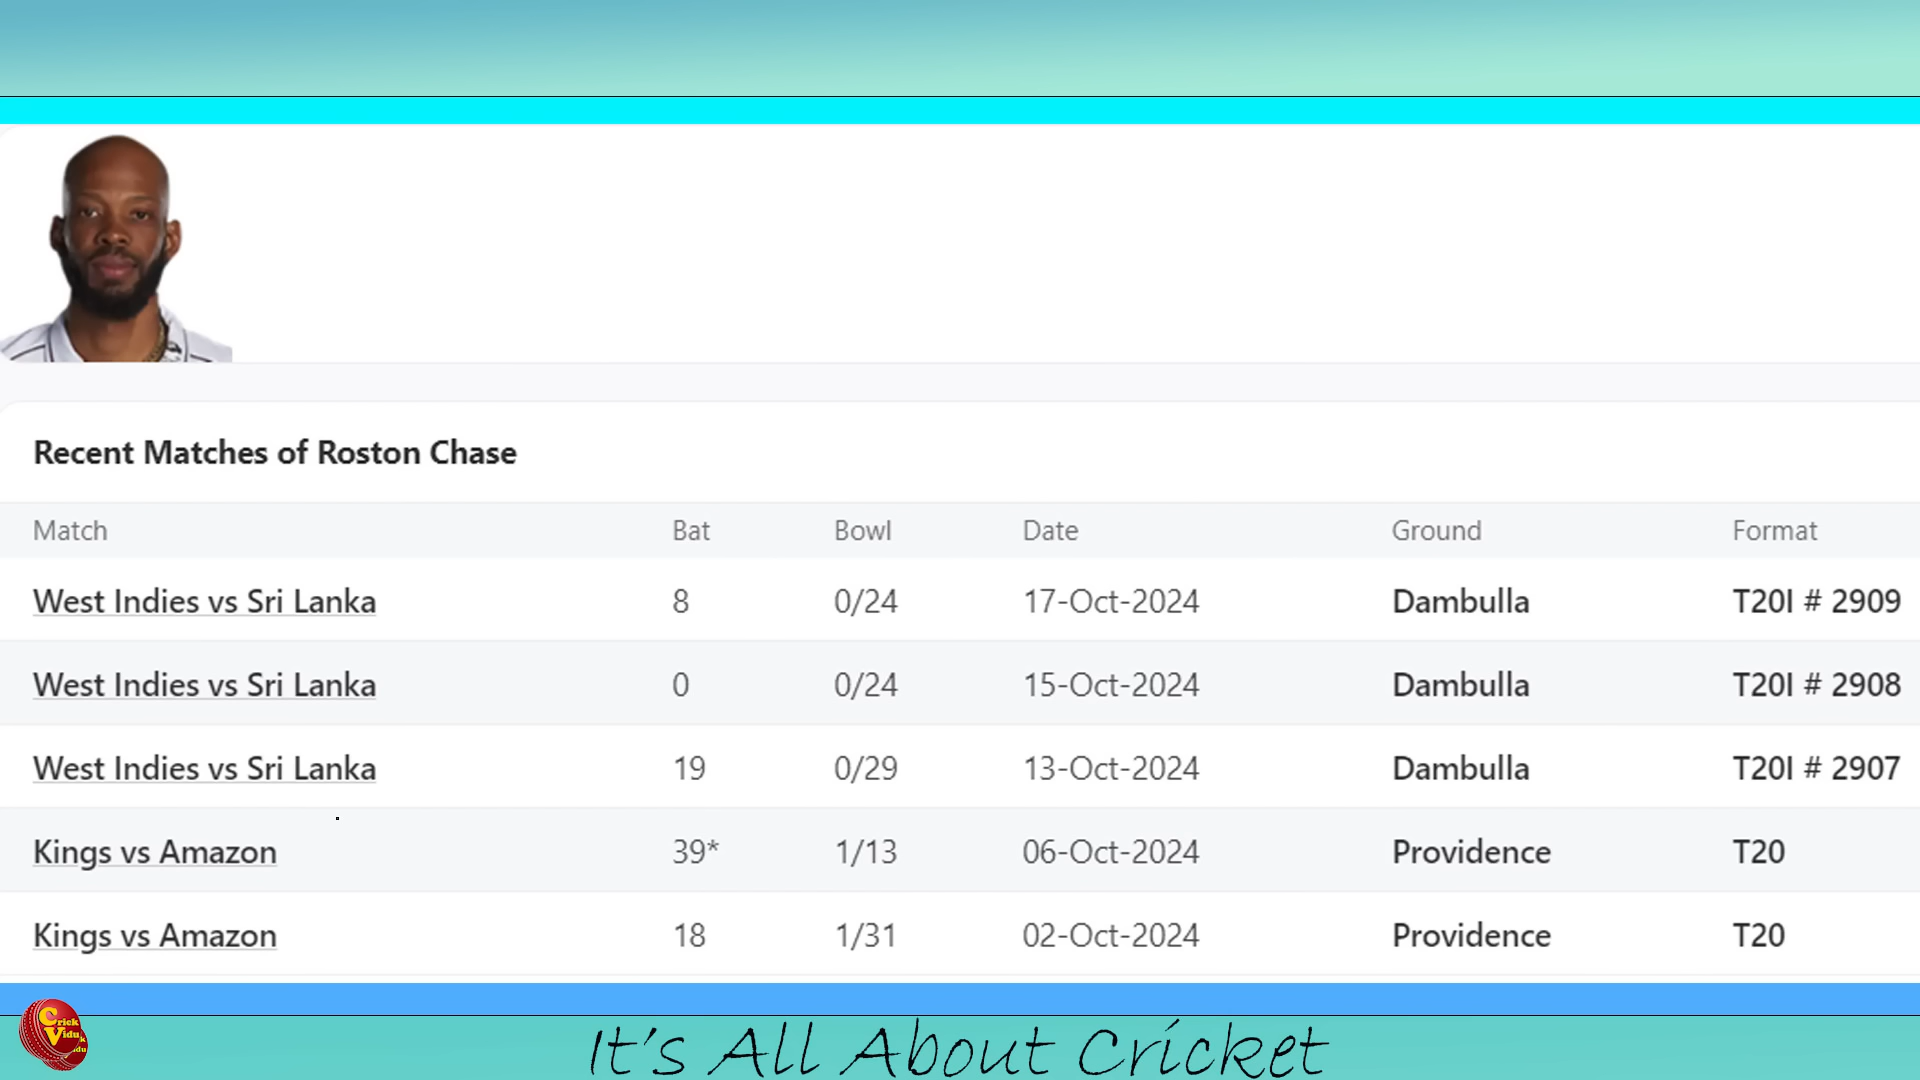 Recent Matches of Roston Chase
Match Bat Bowl Date Ground Format
West Indies vs Sri Lanka 8 0/24 17-Oct-2024 Dambulla T20I # 2909
West Indies vs Sri Lanka 0 0/24 15-Oct-2024 Dambulla T20I # 2908
West Indies vs Sri Lanka 19 0/29 13-Oct-2024 Dambulla T20I # 2907
Kings vs Amazon 39* 1/13 06-Oct-2024 Providence T20
Kings vs Amazon 18 1/31 02-Oct-2024 Providence T20
Crick
Vidu
It's All About Cricket